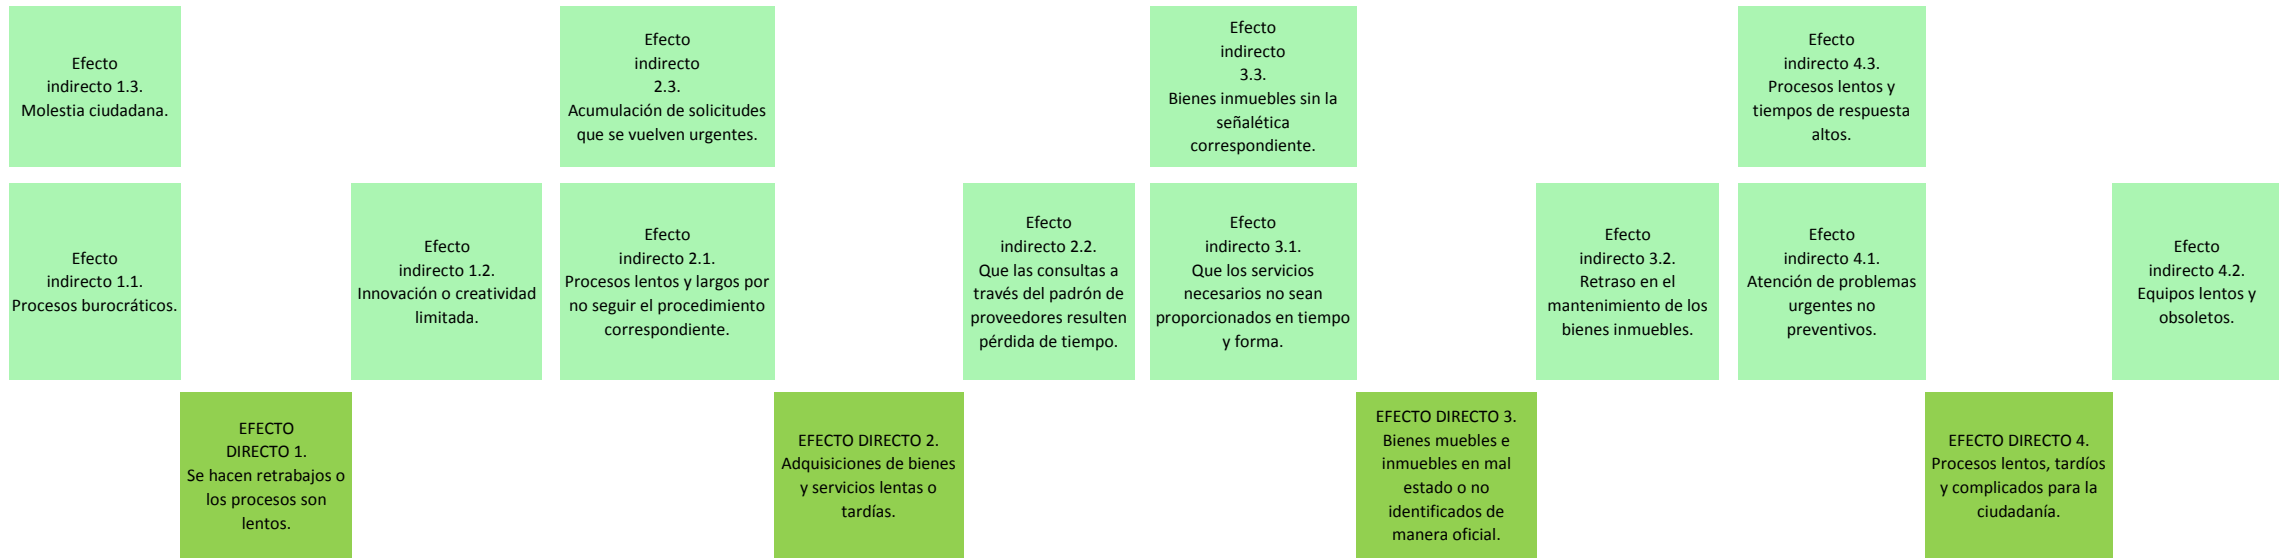 Efecto
indirecto 1.3.
Molestia ciudadana.
Efecto
indirecto
2.3.
Acumulación de solicitudes
que se vuelven urgentes.
Efecto
indirecto
3.3.
Bienes inmuebles sin la
señalética
correspondiente.
Efecto
indirecto 4.3.
Procesos lentos y
tiempos de respuesta
altos.
Efecto
indirecto 1.1.
Procesos burocráticos.
Efecto
indirecto 1.2.
Innovación o creatividad
limitada.
Efecto
indirecto 2.1.
Procesos lentos y largos por
no seguir el procedimiento
correspondiente.
Efecto
indirecto 2.2.
Que las consultas a
través del padrón de
proveedores resulten
pérdida de tiempo.
Efecto
indirecto 3.1.
Que los servicios
necesarios no sean
proporcionados en tiempo
y forma.
Efecto
indirecto 3.2.
Retraso en el
mantenimiento de los
bienes inmuebles.
Efecto
indirecto 4.1.
Atención de problemas
urgentes no
preventivos.
Efecto
indirecto 4.2.
Equipos lentos y
obsoletos.
EFECTO
DIRECTO 1.
Se hacen retrabajos o
los procesos son
lentos.
EFECTO DIRECTO 2.
Adquisiciones de bienes
y servicios lentas o
tardías.
EFECTO DIRECTO 3.
Bienes muebles e
inmuebles en mal
estado o no
identificados de
manera oficial.
EFECTO DIRECTO 4.
Procesos lentos, tardíos
y complicados para la
ciudadanía.